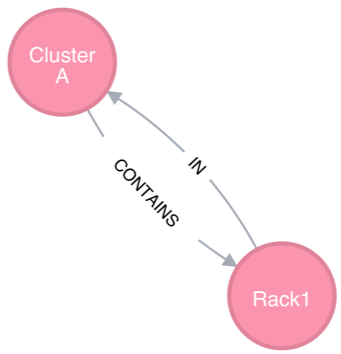 Cluster
A
IN
CONTAINS
Rack1